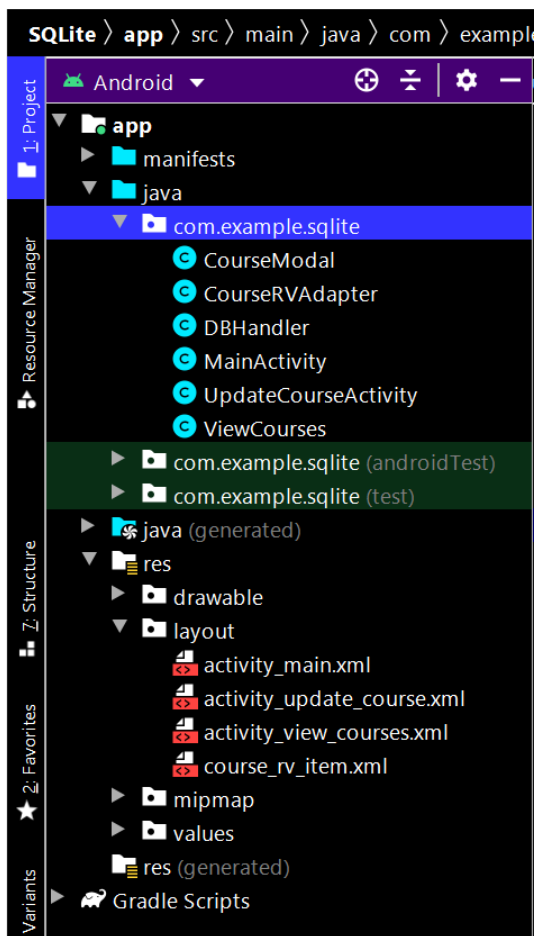 SQLite 〉 app 〉 src 〉 main 〉 java 〉 com 〉 example
Android
1: Project
app
manifests
java
com.example.sqlite
CourseModal
CourseRVAdapter
DBHandler
MainActivity
UpdateCourseActivity
ViewCourses
Resource Manager
com.example.sqlite (androidTest)
com.example.sqlite (test)
java (generated)
res
drawable
layout
activity_main.xml
activity_update_course.xml
activity_view_courses.xml
course_rv_item.xml
7: Structure
mipmap
values
res (generated)
Gradle Scripts
2: Favorites
Variants